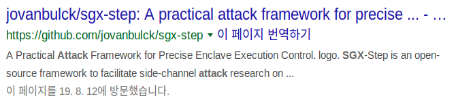 jovanbulck/sgx-step: A practical attack framework for precise ... - ...
https://github.com/jovanbulck/sgx-step ▾ 이 페이지 번역하기
A Practical Attack Framework for Precise Enclave Execution Control. logo. SGX-Step is an open-
source framework to facilitate side-channel attack research on ...
이 페이지를 19. 8. 12에 방문했습니다.